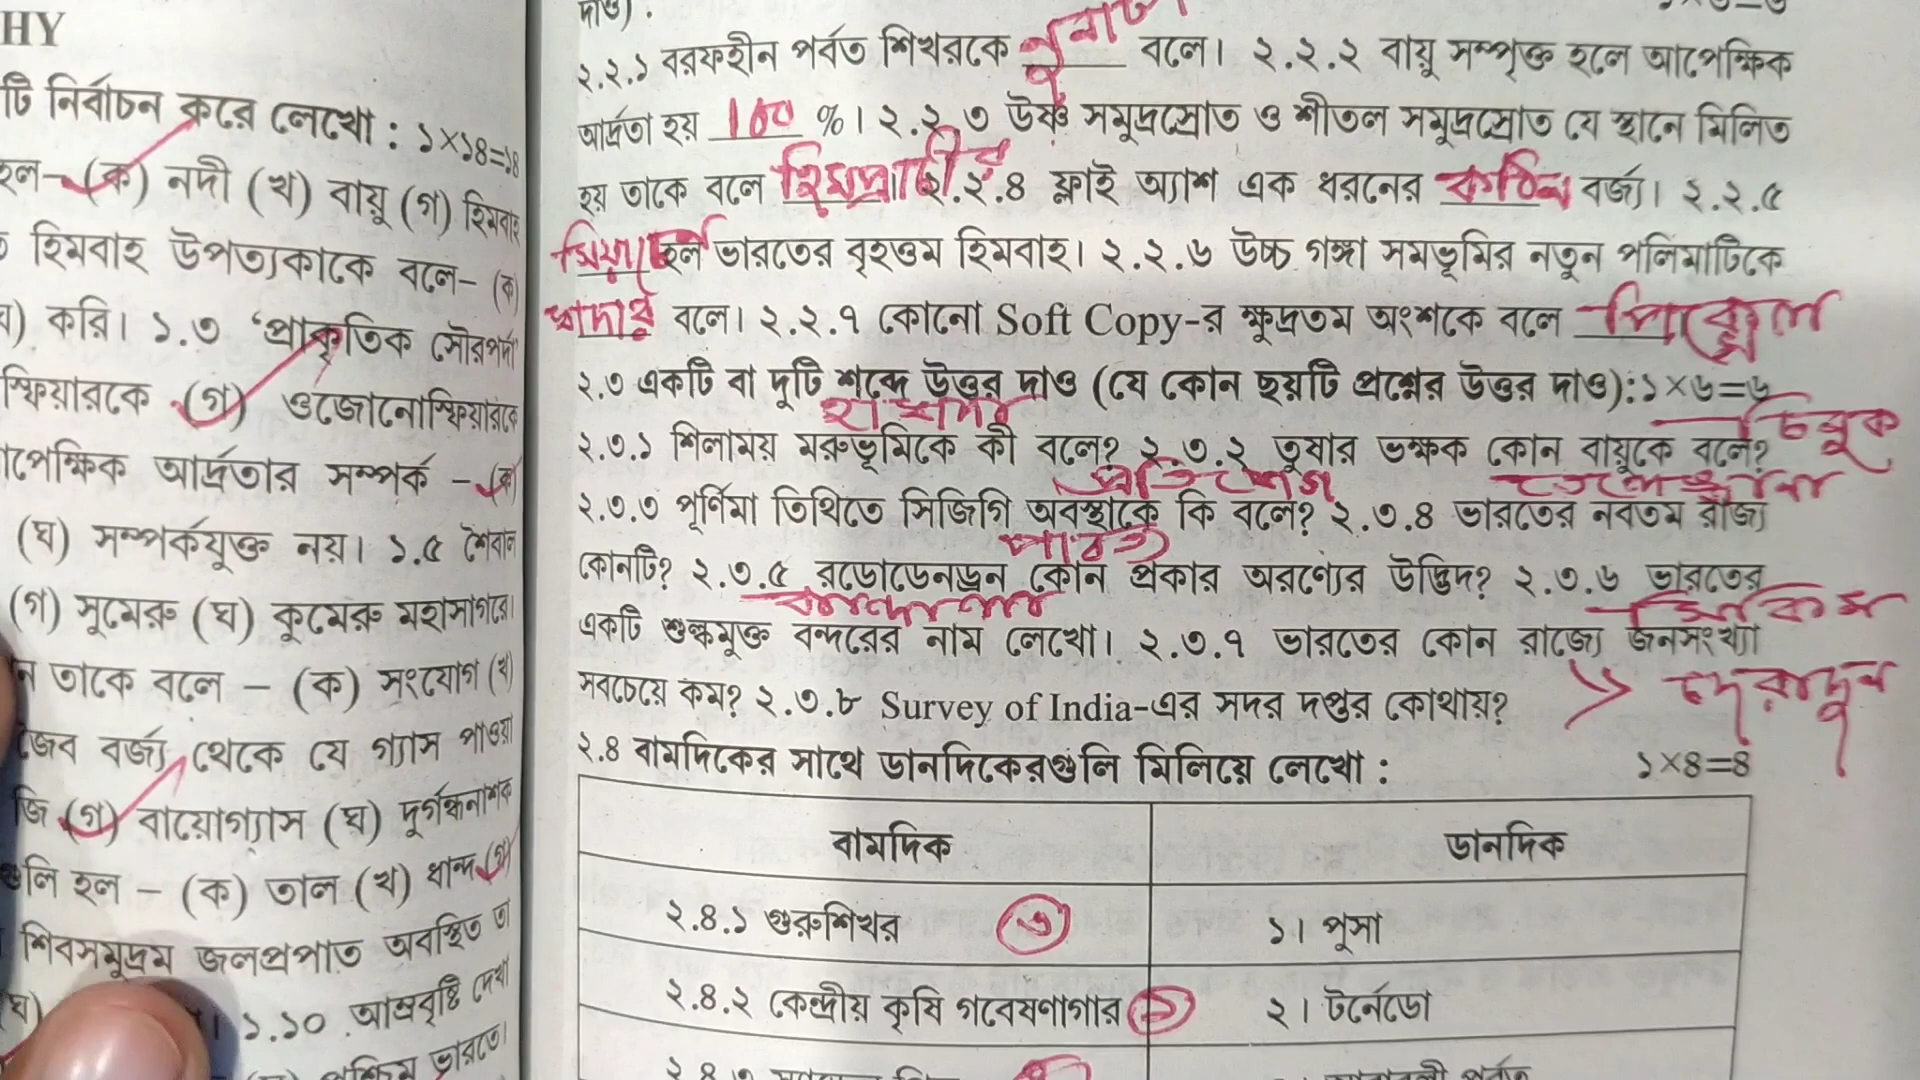 HY
টি নির্বাচন করে লেখো : ১×১৪=১৪
হল– (ক) নদী (খ) বায়ু (গ) হিমবাহ
হিমবাহ উপত্যকাকে বলে– (ক)
) করি। ১.৩ ‘প্রাকৃতিক সৌরপর্দা’
স্ফিয়ারকে (গ) ওজোনোস্ফিয়ারকে
পেক্ষিক আর্দ্রতার সম্পর্ক – (ক)
(ঘ) সম্পর্কযুক্ত নয়। ১.৫ শৈবাল
(গ) সুমেরু (ঘ) কুমেরু মহাসাগরে।
ন তাকে বলে – (ক) সংযোগ (খ)
জৈব বর্জ্য থেকে যে গ্যাস পাওয়া
জি (গ) বায়োগ্যাস (ঘ) দুর্গন্ধনাশক
গুলি হল – (ক) তাল (খ) ধান্দ (গ)
শিবসমুদ্রম জলপ্রপাত অবস্থিত তা
(ঘ) । ১.১০ আম্রবৃষ্টি দেখা
পশ্চিম ভারতে।
দাও) :
২.২.১ বরফহীন পর্বত শিখরকে নুনাটা বলে। ২.২.২ বায়ু সম্পৃক্ত হলে আপেক্ষিক
আর্দ্রতা হয় 100 %। ২.২.৩ উষ্ণ সমুদ্রস্রোত ও শীতল সমুদ্রস্রোত যে স্থানে মিলিত
হয় তাকে বলে হিমপ্রাচীর। ২.২.৪ ফ্লাই অ্যাশ এক ধরনের কঠিন বর্জ্য। ২.২.৫
সিয়াচেন হল ভারতের বৃহত্তম হিমবাহ। ২.২.৬ উচ্চ গঙ্গা সমভূমির নতুন পলিমাটিকে
খাদার বলে। ২.২.৭ কোনো Soft Copy-র ক্ষুদ্রতম অংশকে বলে পিক্সেল
২.৩ একটি বা দুটি শব্দে উত্তর দাও (যে কোন ছয়টি প্রশ্নের উত্তর দাও):১×৬=৬
হামাদা চিনুক
২.৩.১ শিলাময় মরুভূমিকে কী বলে? ২.৩.২ তুষার ভক্ষক কোন বায়ুকে বলে?
প্রতিযোগ তেলেঙ্গানা
২.৩.৩ পূর্ণিমা তিথিতে সিজিগি অবস্থাকে কি বলে? ২.৩.৪ ভারতের নবতম রাজ্য
পার্বত্য
কোনটি? ২.৩.৫ রডোডেনড্রন কোন প্রকার অরণ্যের উদ্ভিদ? ২.৩.৬ ভারতের
সিকিম
একটি শুল্কমুক্ত বন্দরের নাম লেখো। ২.৩.৭ ভারতের কোন রাজ্যে জনসংখ্যা
সবচেয়ে কম? ২.৩.৮ Survey of India-এর সদর দপ্তর কোথায়? দেরাদুন
২.৪ বামদিকের সাথে ডানদিকেরগুলি মিলিয়ে লেখো : ১×৪=৪
বামদিক ডানদিক
২.৪.১ গুরুশিখর ৩ ১। পুসা
২.৪.২ কেন্দ্রীয় কৃষি গবেষণাগার ১ ২। টর্নেডো